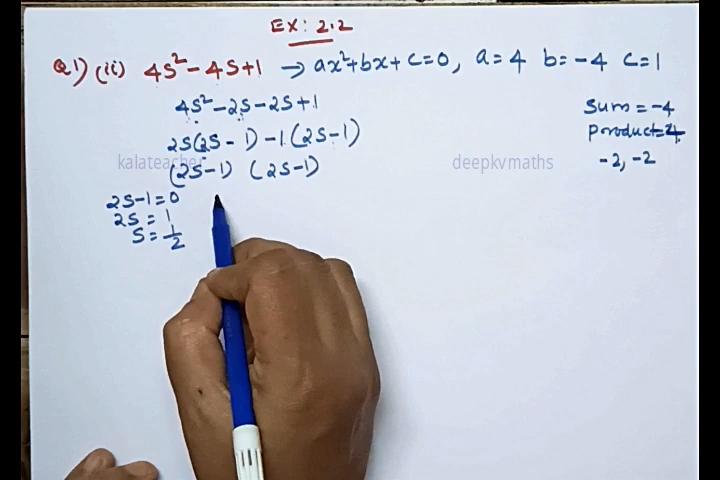 EX: 2.2
Q1) (ii) 4S² - 4S + 1 → ax² + bx + c = 0, a = 4 b = -4 c = 1
4S² - 2S - 2S + 1
sum = -4
2S(2S - 1) - 1 (2S - 1)
product = 4
kalateacher
(2S - 1) (2S - 1)
deepkvmaths
-2, -2
2S - 1 = 0
2S = 1
S = 1/2